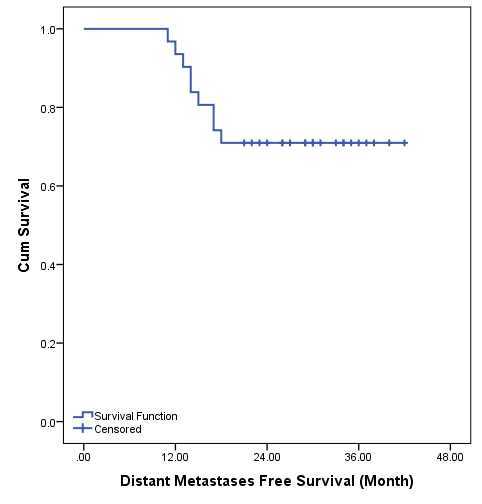 1.0
0.8
0.6
0.4
0.2
0.0
Cum Survival
Survival Function
Censored
.00 12.00 24.00 36.00 48.00
Distant Metastases Free Survival (Month)